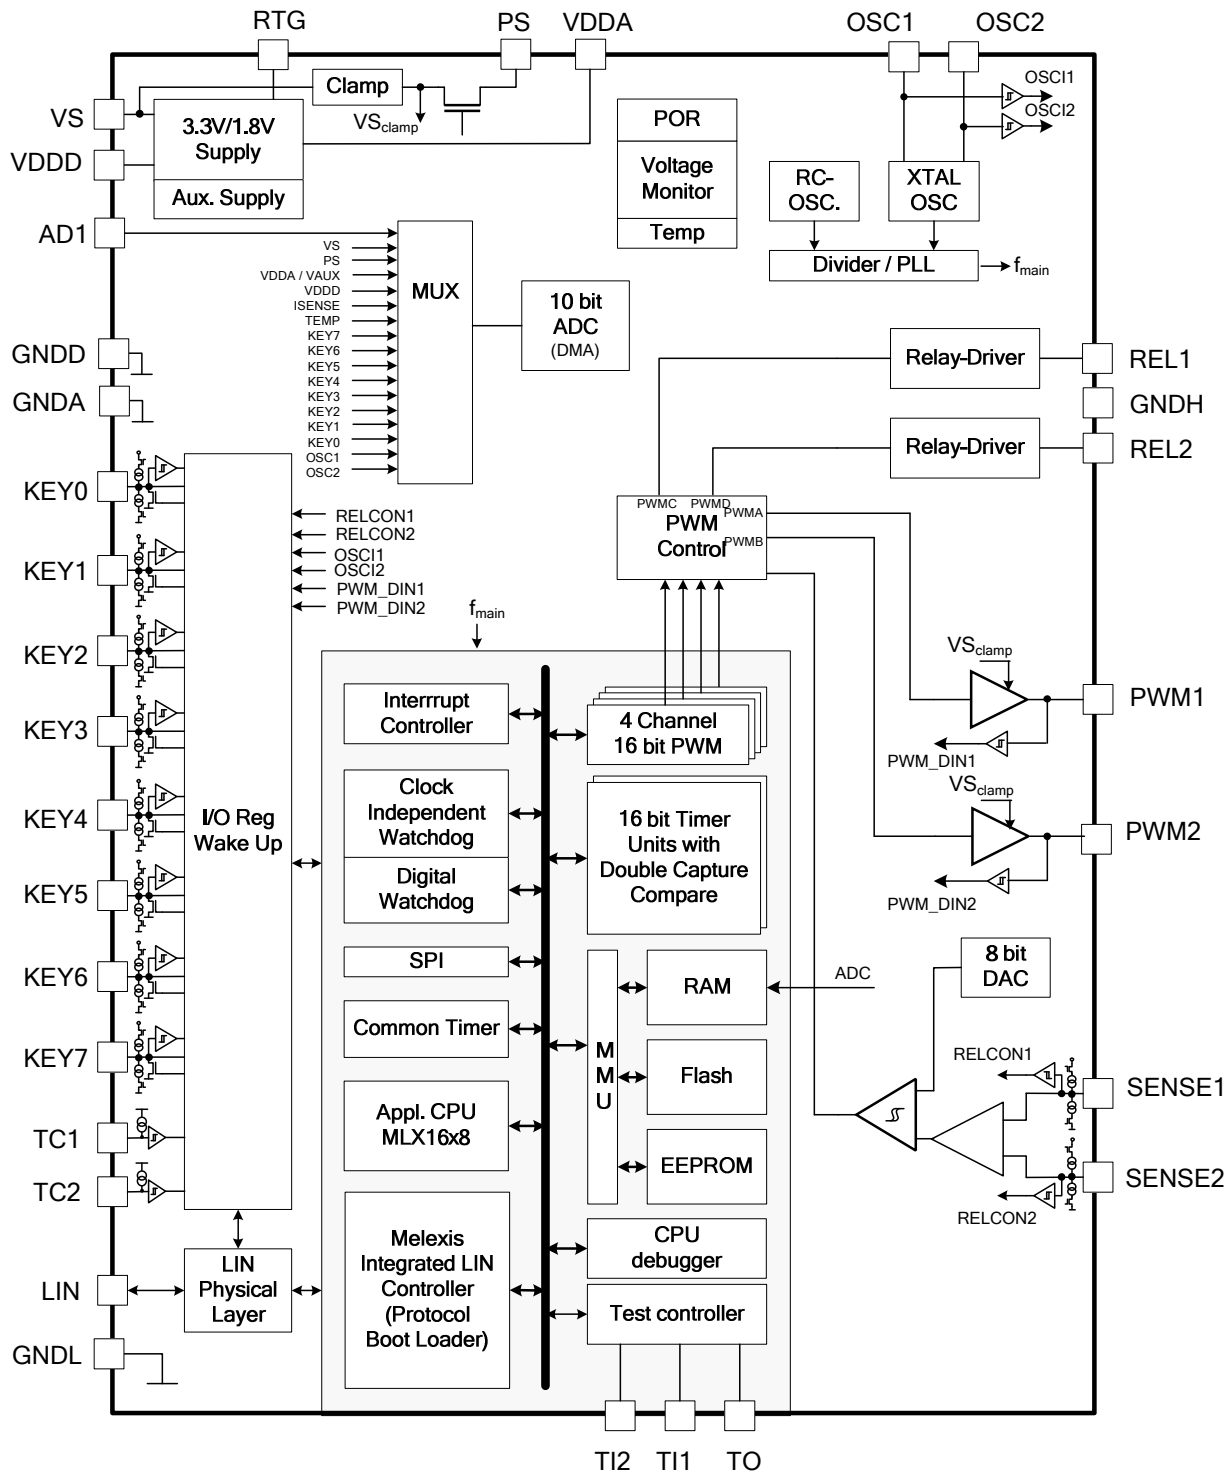 RTG
PS
VDDA
OSC1
OSC2
VS
Clamp
VSclamp
OSCI1
OSCI2
3.3V/1.8V
Supply
VDDD
Aux. Supply
POR
Voltage
Monitor
Temp
RC-
OSC.
XTAL
OSC
Divider / PLL
fmain
AD1
VS
PS
VDDA / VAUX
VDDD
ISENSE
TEMP
KEY7
KEY6
KEY5
KEY4
KEY3
KEY2
KEY1
KEY0
OSC1
OSC2
MUX
10 bit
ADC
(DMA)
GNDD
GNDA
Relay-Driver
REL1
GNDH
Relay-Driver
REL2
KEY0
KEY1
KEY2
KEY3
KEY4
KEY5
KEY6
KEY7
TC1
TC2
I/O Reg
Wake Up
RELCON1
RELCON2
OSCI1
OSCI2
PWM_DIN1
PWM_DIN2
PWMC
PWMD
PWMA
PWMB
PWM
Control
fmain
Interrrupt
Controller
4 Channel
16 bit PWM
Clock
Independent
Watchdog
Digital
Watchdog
16 bit Timer
Units with
Double Capture
Compare
SPI
Common Timer
Appl. CPU
MLX16x8
M
M
U
RAM
Flash
EEPROM
ADC
Melexis
Integrated LIN
Controller
(Protocol
Boot Loader)
CPU
debugger
Test controller
VSclamp
PWM1
PWM_DIN1
VSclamp
PWM2
PWM_DIN2
8 bit
DAC
RELCON1
SENSE1
SENSE2
RELCON2
LIN
LIN
Physical
Layer
GNDL
TI2
TI1
TO